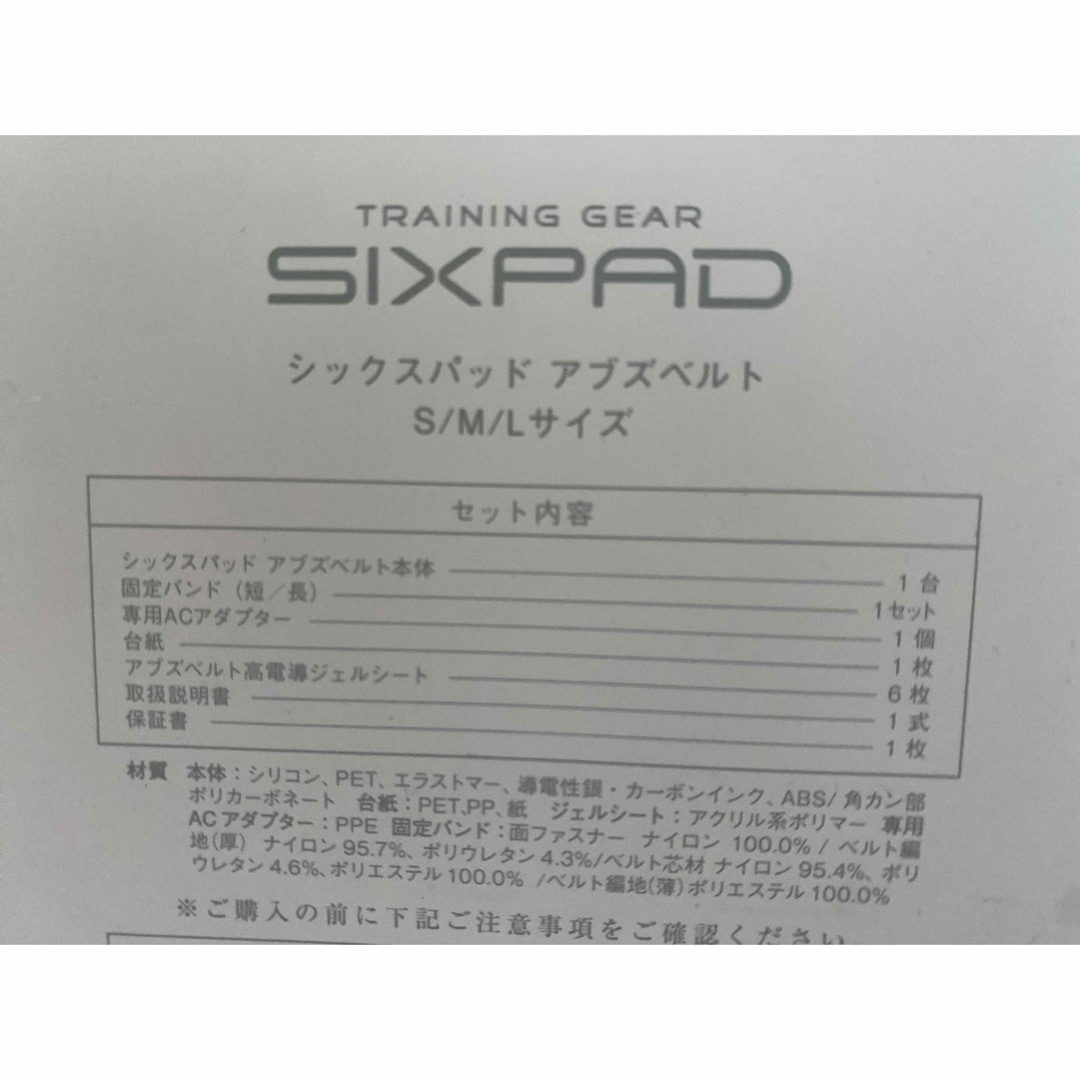 TRAINING GEAR
SIXPAD
シックスパッド アブズベルト
S/M/Lサイズ
セット内容
シックスパッド アブズベルト本体 1 台
固定バンド（短／長） 1セット
専用ACアダプター 1 個
台紙 1 枚
アブズベルト高電導ジェルシート 6 枚
取扱説明書 1 式
保証書 1 枚
材質 本体：シリコン、PET、エラストマー、導電性銀・カーボンインク、ABS/ 角カン部
ポリカーボネート 台紙：PET,PP、紙 ジェルシート：アクリル系ポリマー 専用
ACアダプター：PPE 固定バンド：面ファスナー ナイロン 100.0% / ベルト編
地(厚) ナイロン 95.7%、ポリウレタン 4.3%/ベルト芯材 ナイロン 95.4%、ポリ
ウレタン 4.6%、ポリエステル 100.0% /ベルト編地(薄)ポリエステル 100.0%
※ご購入の前に下記ご注意事項をご確認ください